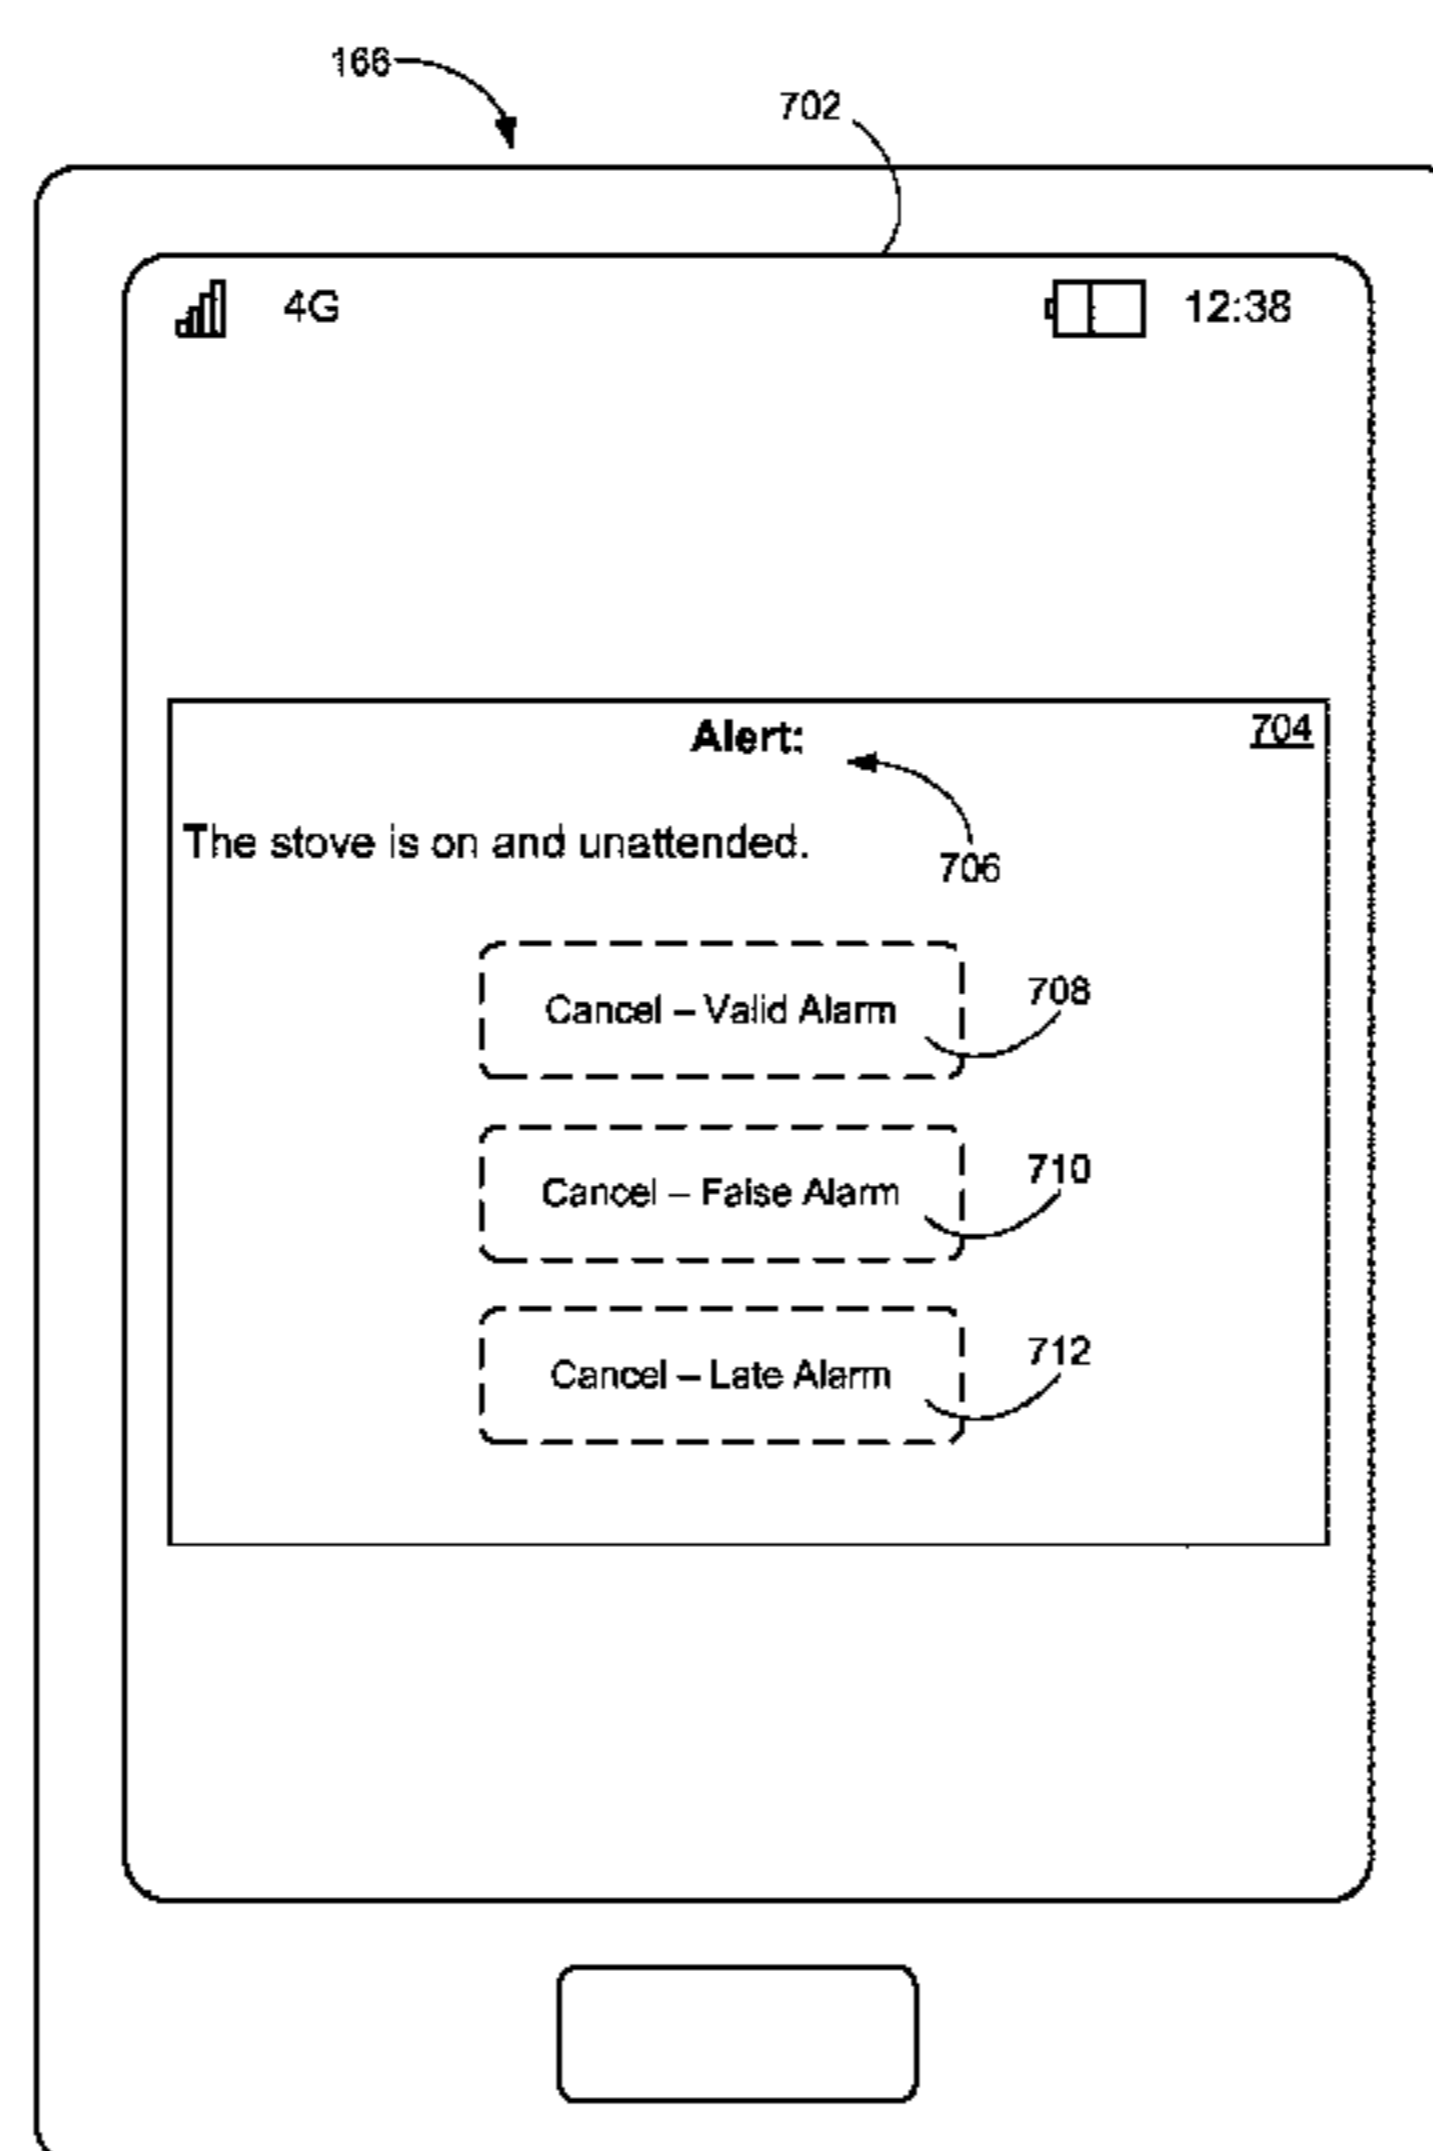 166
702
4G 12:38
Alert: 704
The stove is on and unattended.
706
Cancel – Valid Alarm 708
Cancel – False Alarm 710
Cancel – Late Alarm 712